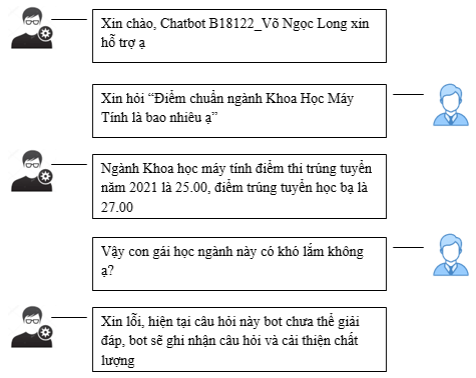 Xin chào, Chatbot B18122_Võ Ngọc Long xin
hỗ trợ ạ
Xin hỏi “Điểm chuẩn ngành Khoa Học Máy
Tính là bao nhiêu ạ”
Ngành Khoa học máy tính điểm thi trúng tuyển
năm 2021 là 25.00, điểm trúng tuyển học bạ là
27.00
Vậy con gái học ngành này có khó lắm không
ạ?
Xin lỗi, hiện tại câu hỏi này bot chưa thể giải
đáp, bot sẽ ghi nhận câu hỏi và cải thiện chất
lượng